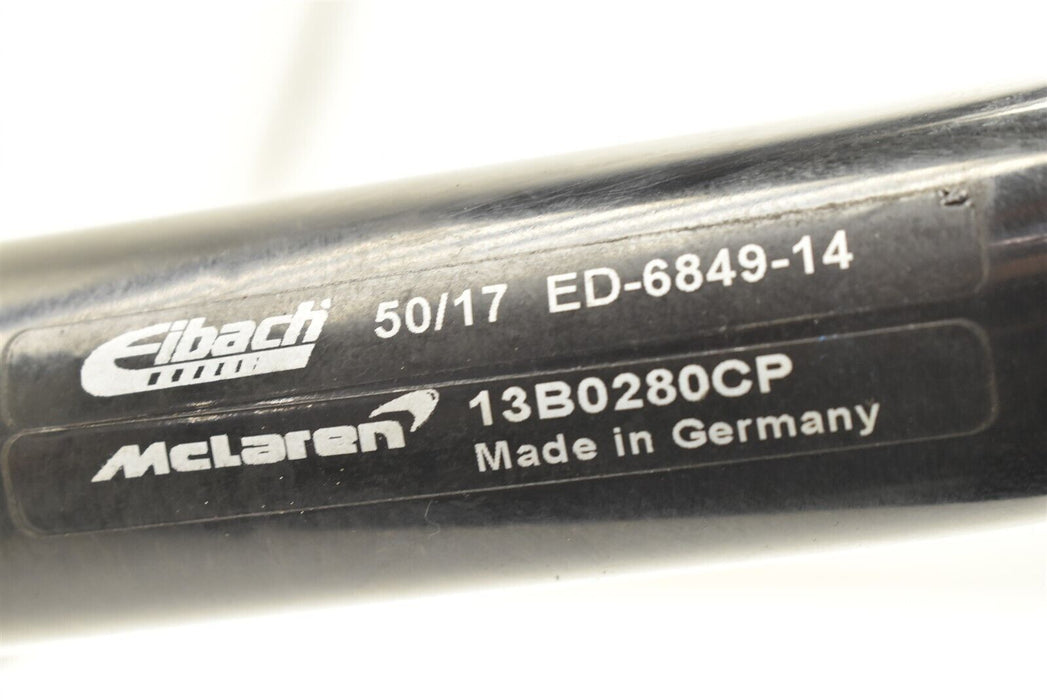 Eibach 50/17 ED-6849-14
McLaren 13B0280CP
Made in Germany